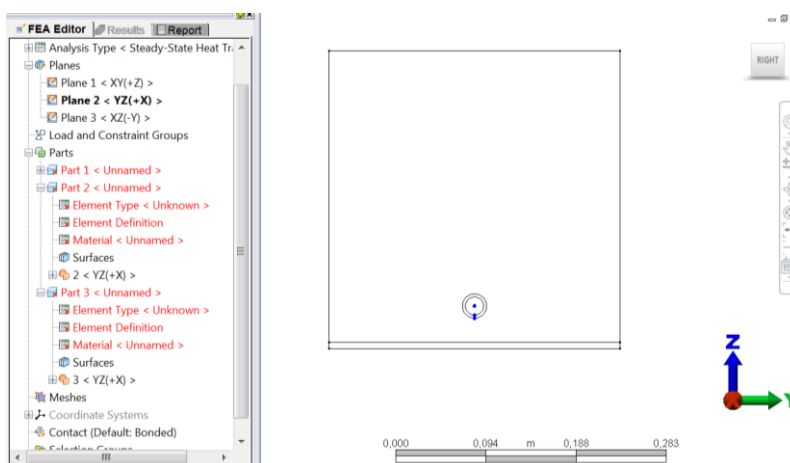 FEA Editor Results Report
Analysis Type < Steady-State Heat Tr
Planes
Plane 1 < XY(+Z) >
Plane 2 < YZ(+X) >
Plane 3 < XZ(-Y) >
Load and Constraint Groups
Parts
Part 1 < Unnamed >
Part 2 < Unnamed >
Element Type < Unknown >
Element Definition
Material < Unnamed >
Surfaces
2 < YZ(+X) >
Part 3 < Unnamed >
Element Type < Unknown >
Element Definition
Material < Unnamed >
Surfaces
3 < YZ(+X) >
Meshes
Coordinate Systems
Contact (Default: Bonded)
Selection Groups
RIGHT
Z
Y
0,000 0,094 m 0,188 0,283